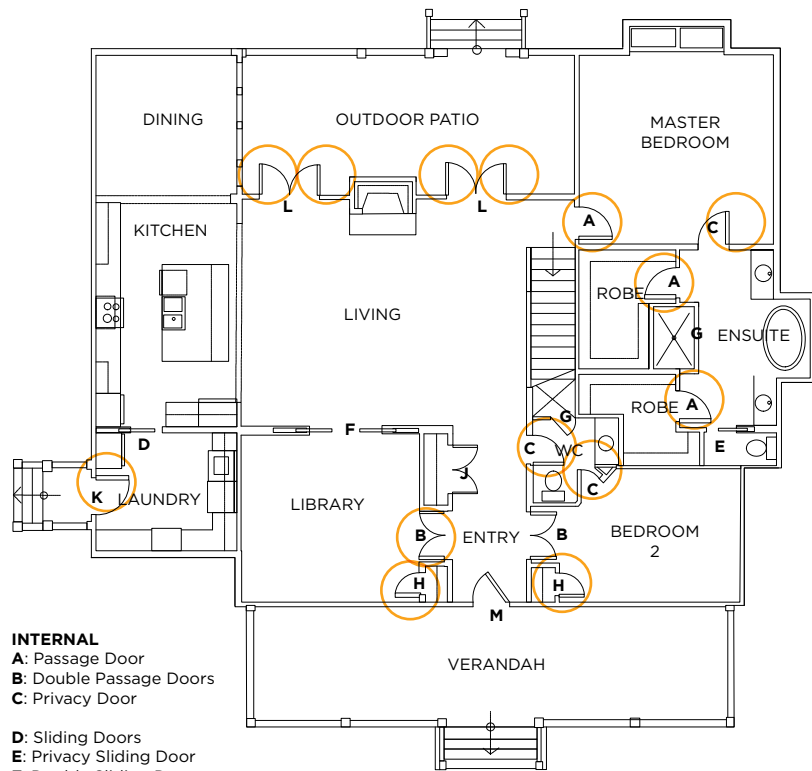 DINING
OUTDOOR PATIO
MASTER
BEDROOM
L
L
A
C
KITCHEN
A
ROBE
LIVING
G
ENSUITE
A
ROBE
G
D
F
C
WC
E
J
C
K
LAUNDRY
LIBRARY
B
ENTRY
B
BEDROOM
2
H
H
M
VERANDAH
INTERNAL
A: Passage Door
B: Double Passage Doors
C: Privacy Door
D: Sliding Doors
E: Privacy Sliding Door